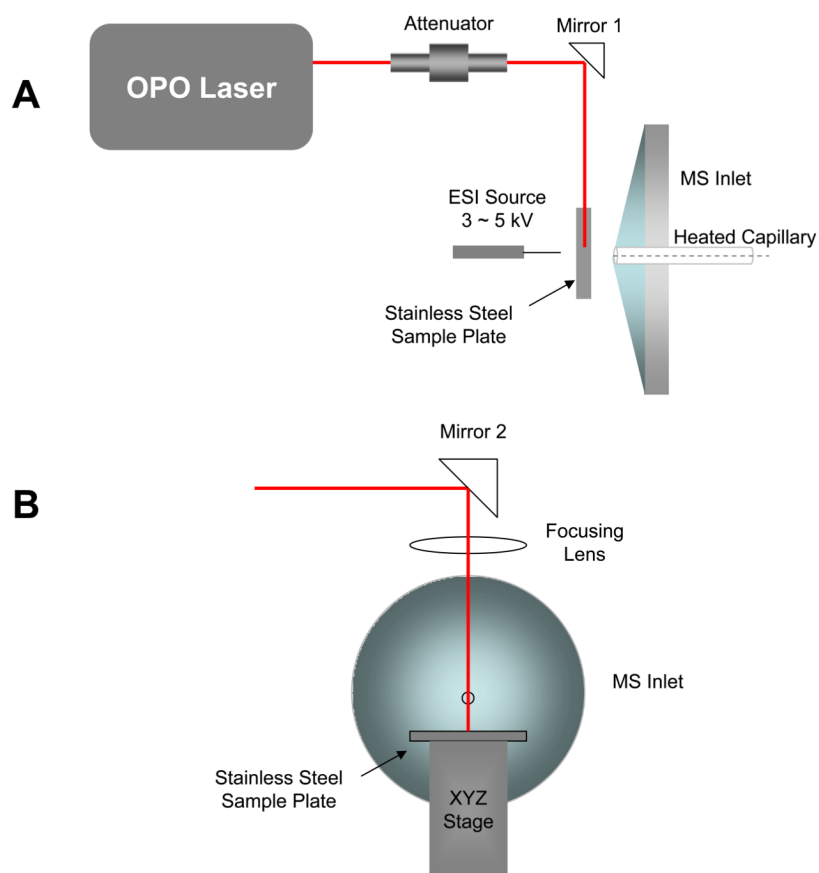 A
OPO Laser
Attenuator
Mirror 1
ESI Source
3 ~ 5 kV
MS Inlet
Heated Capillary
Stainless Steel
Sample Plate
B
Mirror 2
Focusing
Lens
MS Inlet
Stainless Steel
Sample Plate
XYZ
Stage